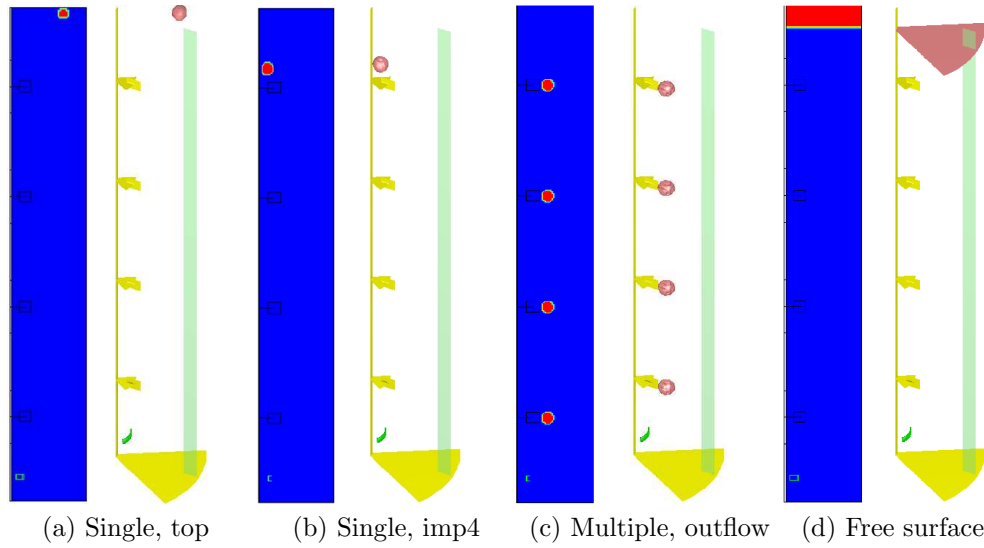 (a) Single, top
(b) Single, imp4
(c) Multiple, outflow
(d) Free surface